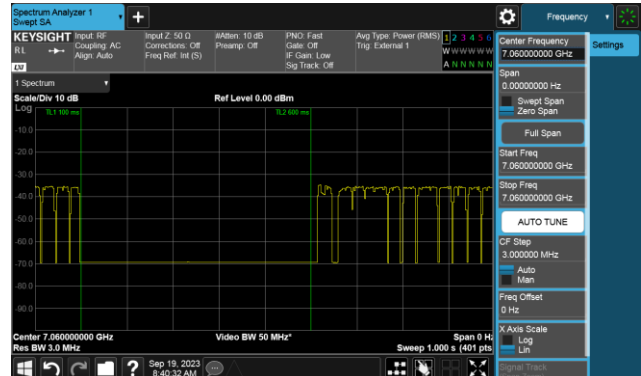 Spectrum Analyzer 1
Swept SA
+
Frequency
KEYSIGHT
Input: RF
Input Z: 50 Ω
#Atten: 10 dB
PNO: Fast
Avg Type: Power (RMS)
1 2 3 4 5 6
RL
Coupling: AC
Corrections: Off
Preamp: Off
Gate: Off
Trig: External 1
Align: Auto
Freq Ref: Int (S)
IF Gain: Low
W W W W W W
Sig Track: Off
A N N N N N
LXI
1 Spectrum
Scale/Div 10 dB
Ref Level 0.00 dBm
Log
TL1 100 ms
TL2 600 ms
-10.0
-20.0
-30.0
-40.0
-50.0
-60.0
-70.0
-80.0
-90.0
Center 7.060000000 GHz
Video BW 50 MHz*
Span 0 Hz
Res BW 3.0 MHz
Sweep 1.000 s (401 pts
?
Sep 19, 2023
8:40:32 AM
Center Frequency
7.060000000 GHz
Settings
Span
0.00000000 Hz
Swept Span
Zero Span
Full Span
Start Freq
7.060000000 GHz
Stop Freq
7.060000000 GHz
AUTO TUNE
CF Step
3.000000 MHz
Auto
Man
Freq Offset
0 Hz
X Axis Scale
Log
Lin
Signal Track